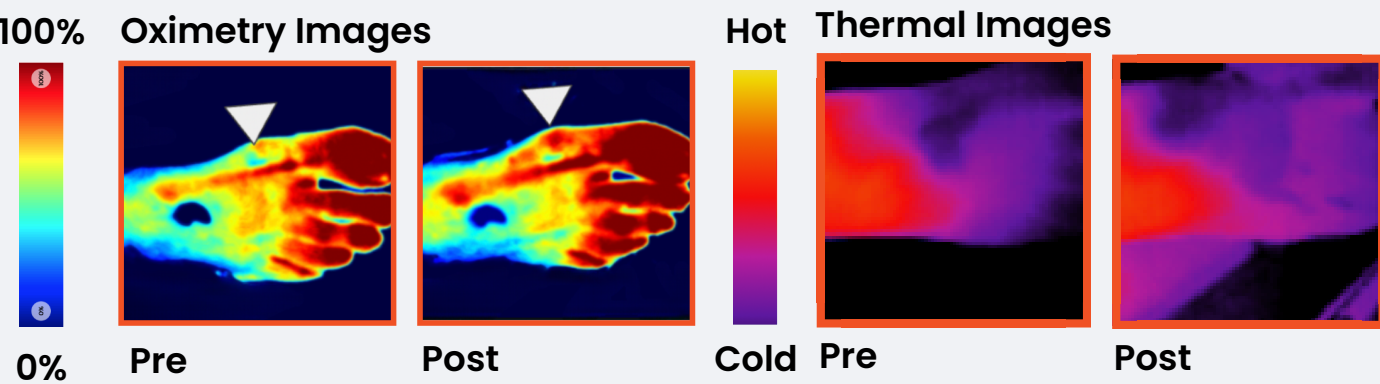 100%
Oximetry Images
Hot
Thermal Images
0%
Pre
Post
Cold
Pre
Post